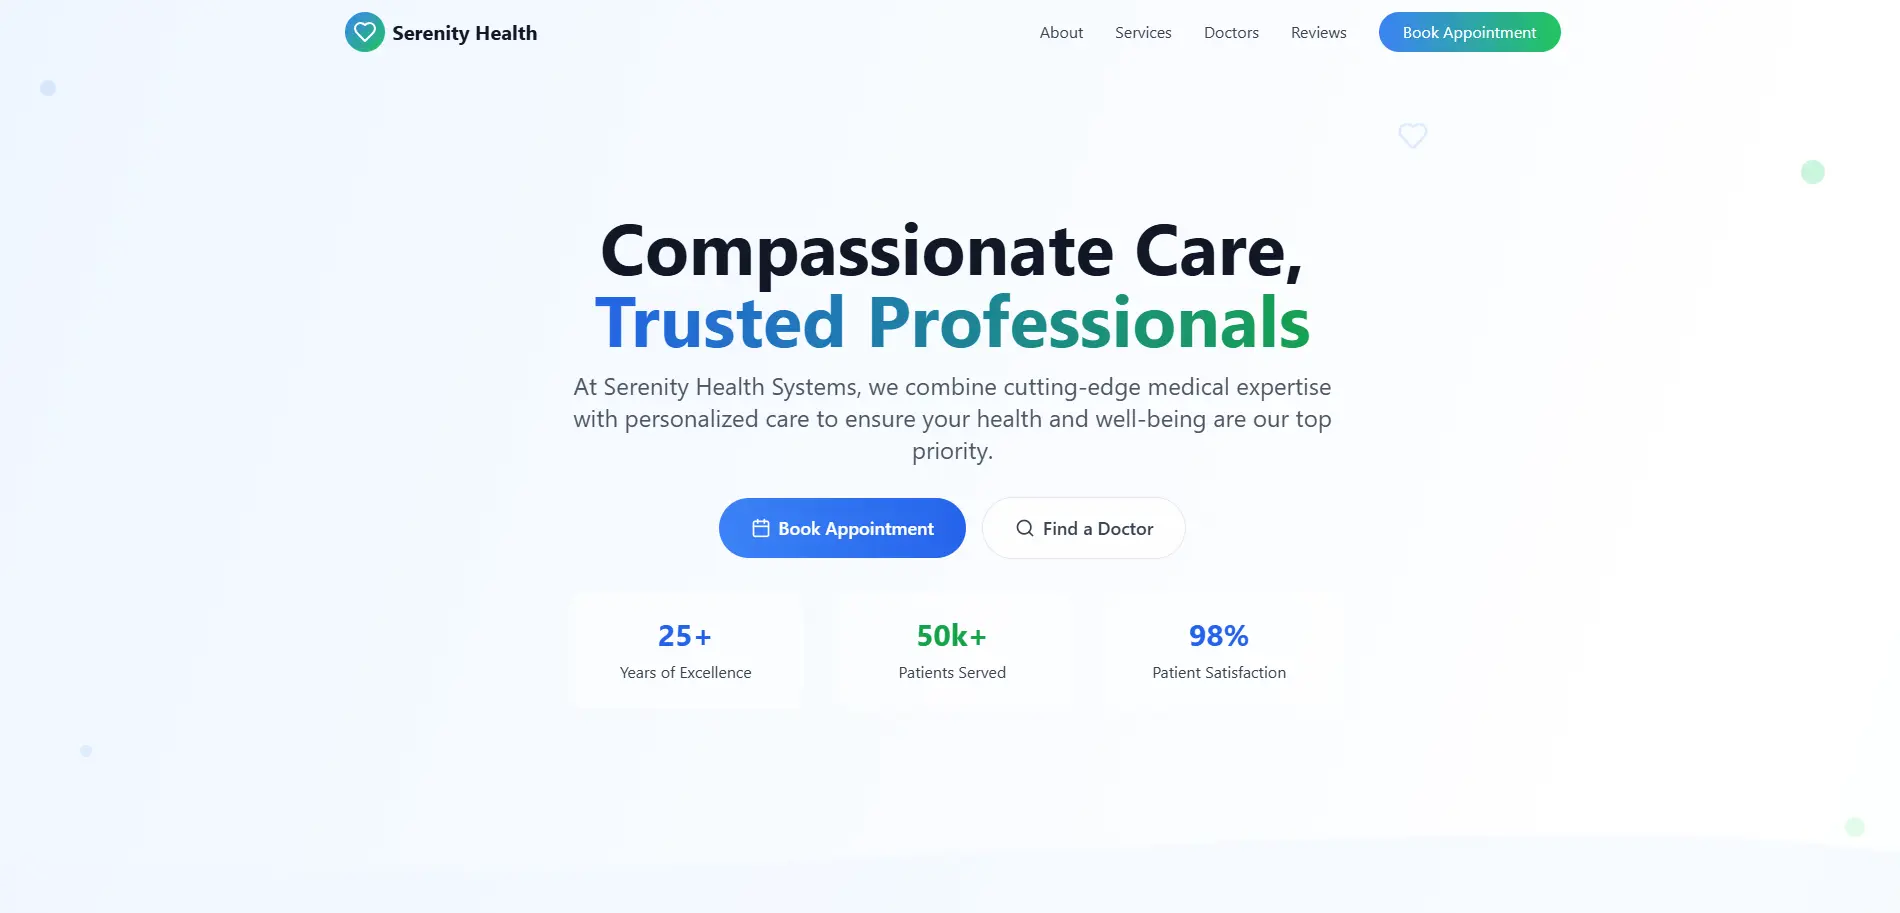 Serenity Health
About
Services
Doctors
Reviews
Book Appointment
Compassionate Care,
Trusted Professionals
At Serenity Health Systems, we combine cutting-edge medical expertise
with personalized care to ensure your health and well-being are our top
priority.
Book Appointment
Find a Doctor
25+
Years of Excellence
50k+
Patients Served
98%
Patient Satisfaction